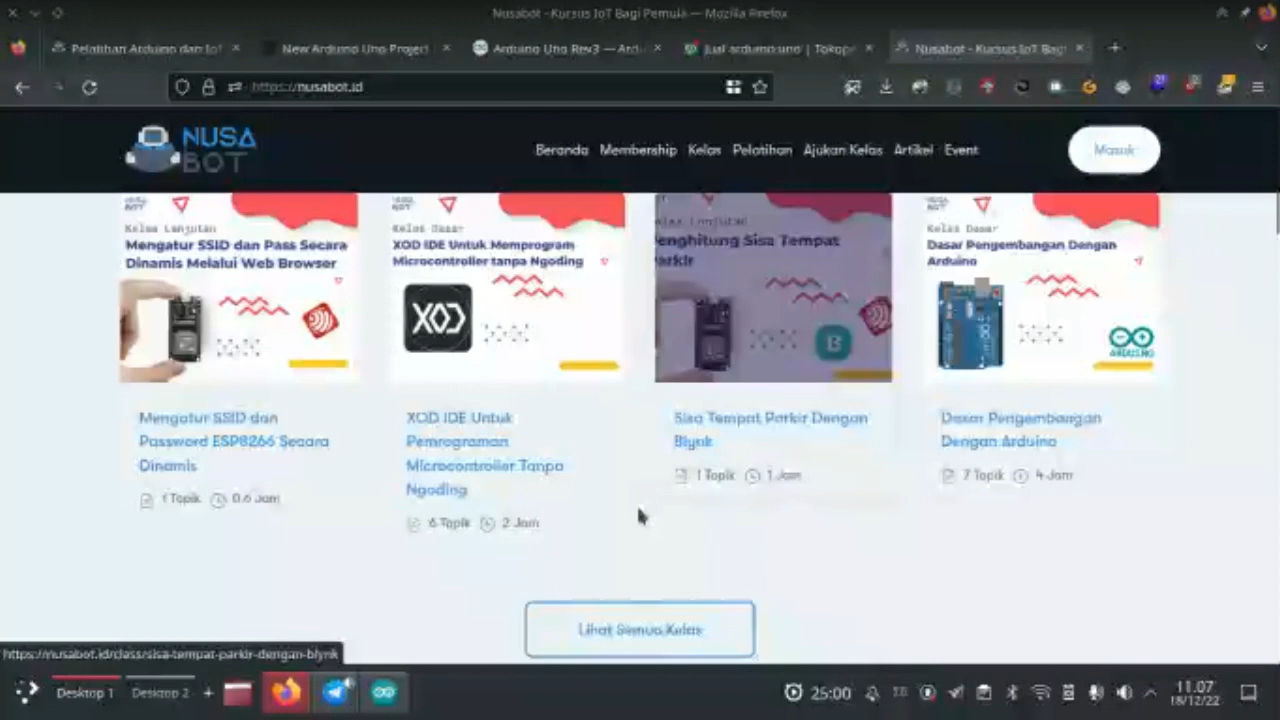 Nusabot - Kursus IoT Bagi Pemula — Mozilla Firefox
Pelatihan Arduino dan IoT
New Arduino Uno Project
Arduino Uno Rev3 — Ard
Jual arduino uno | Tokop
Nusabot - Kursus IoT Bagi
https://nusabot.id
NUSA
BOT
Beranda Membership Kelas Pelatihan Ajukan Kelas Artikel Event
Masuk
Kelas Lanjutan
Mengatur SSID dan Pass Secara
Dinamis Melalui Web Browser
Kelas Dasar
XOD IDE Untuk Memprogram
Microcontroller tanpa Ngoding
XOD
elas Lanjutan
enghitung Sisa Tempat
arkir
B
Kelas Dasar
Dasar Pengembangan Dengan
Arduino
ARDUINO
Mengatur SSID dan
Password ESP8266 Secara
Dinamis
1 Topik 0.6 Jam
XOD IDE Untuk
Pemrograman
Microcontroller Tanpa
Ngoding
6 Topik 2 Jam
Sisa Tempat Parkir Dengan
Blynk
1 Topik 1 Jam
Dasar Pengembangan
Dengan Arduino
7 Topik 4 Jam
Lihat Semua Kelas
https://nusabot.id/class/sisa-tempat-parkir-dengan-blynk
Desktop 1 Desktop 2
25:00
11.07
18/12/22